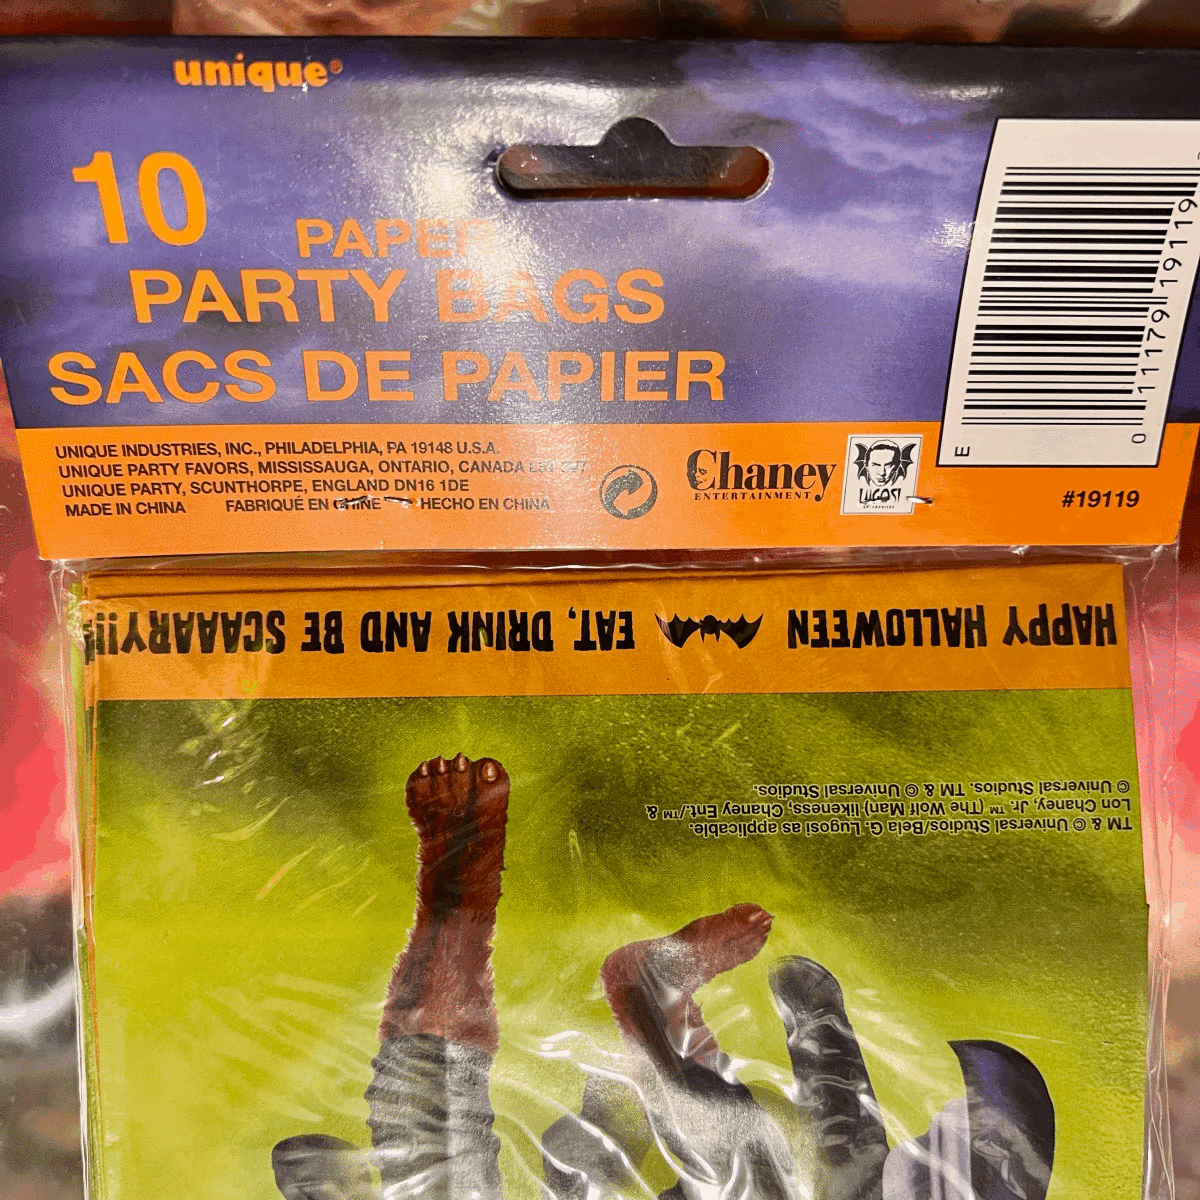 unique®
10
PAPER
PARTY BAGS
SACS DE PAPIER
UNIQUE INDUSTRIES, INC., PHILADELPHIA, PA 19148 U.S.A.
UNIQUE PARTY FAVORS, MISSISSAUGA, ONTARIO, CANADA
UNIQUE PARTY, SCUNTHORPE, ENGLAND DN16 1DE
MADE IN CHINA FABRIQUÉ EN CHINE HECHO EN CHINA
Chaney
ENTERTAINMENT
LUGOSI
ENTERPRISES
E
0 11179 19119
#19119
HAPPY HALLOWEEN EAT, DRINK AND BE SCAAARY!!!
TM & © Universal Studios/Bela G. Lugosi as applicable.
Lon Chaney, Jr. ™ (The Wolf Man) likeness, Chaney Ent./™/ &
© Universal Studios. TM & © Universal Studios.